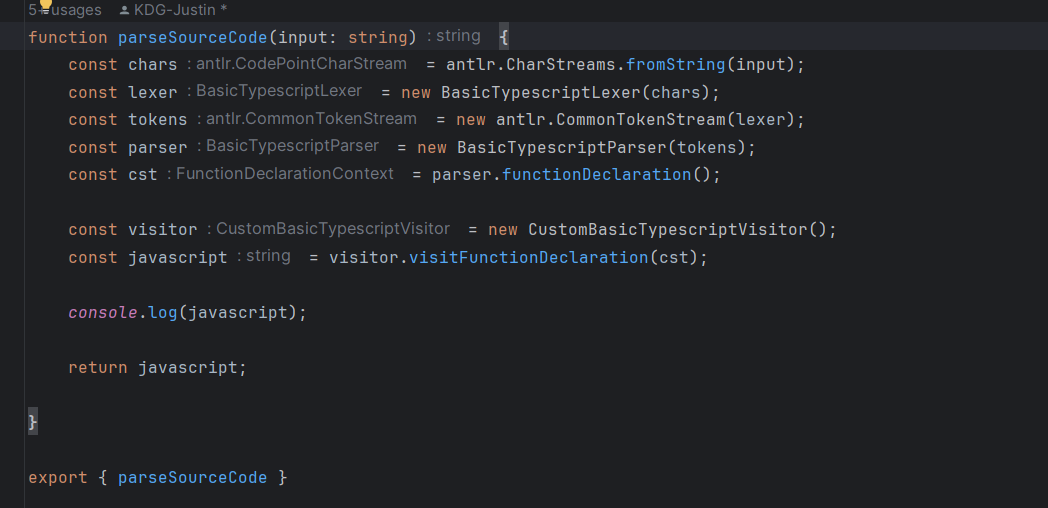 5+ usages KDG-Justin *
function parseSourceCode(input: string) : string {
const chars : antlr.CodePointCharStream = antlr.CharStreams.fromString(input);
const lexer : BasicTypescriptLexer = new BasicTypescriptLexer(chars);
const tokens : antlr.CommonTokenStream = new antlr.CommonTokenStream(lexer);
const parser : BasicTypescriptParser = new BasicTypescriptParser(tokens);
const cst : FunctionDeclarationContext = parser.functionDeclaration();
const visitor : CustomBasicTypescriptVisitor = new CustomBasicTypescriptVisitor();
const javascript : string = visitor.visitFunctionDeclaration(cst);
console.log(javascript);
return javascript;
}
export { parseSourceCode }